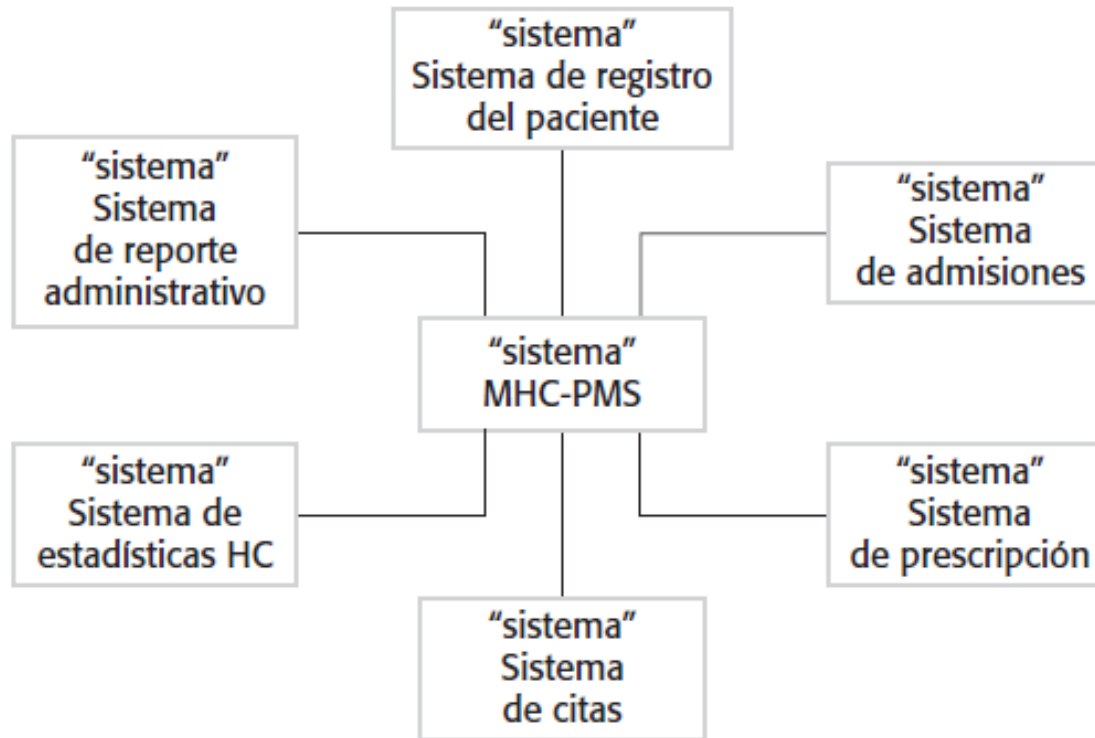 “sistema”
Sistema de registro
del paciente
“sistema”
Sistema
de reporte
administrativo
“sistema”
Sistema
de admisiones
“sistema”
MHC-PMS
“sistema”
Sistema de
estadísticas HC
“sistema”
Sistema
de prescripción
“sistema”
Sistema
de citas